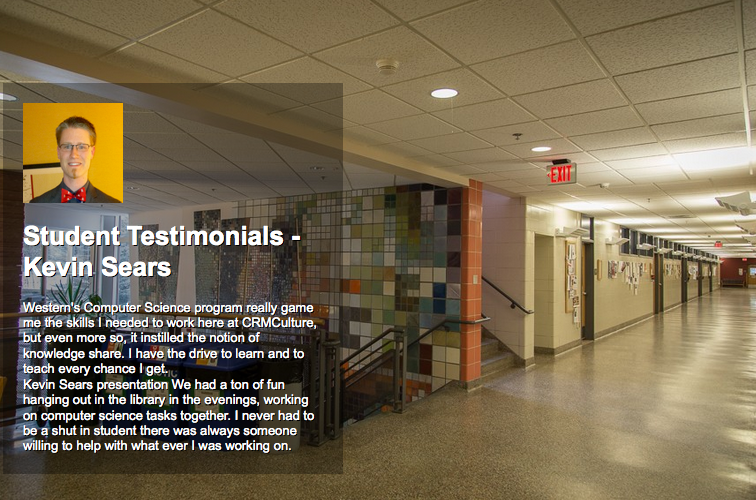 EXIT
Student Testimonials -
Kevin Sears
Western's Computer Science program really game
me the skills I needed to work here at CRMCulture,
but even more so, it instilled the notion of
knowledge share. I have the drive to learn and to
teach every chance I get.
Kevin Sears presentation We had a ton of fun
hanging out in the library in the evenings, working
on computer science tasks together. I never had to
be a shut in student there was always someone
willing to help with what ever I was working on.